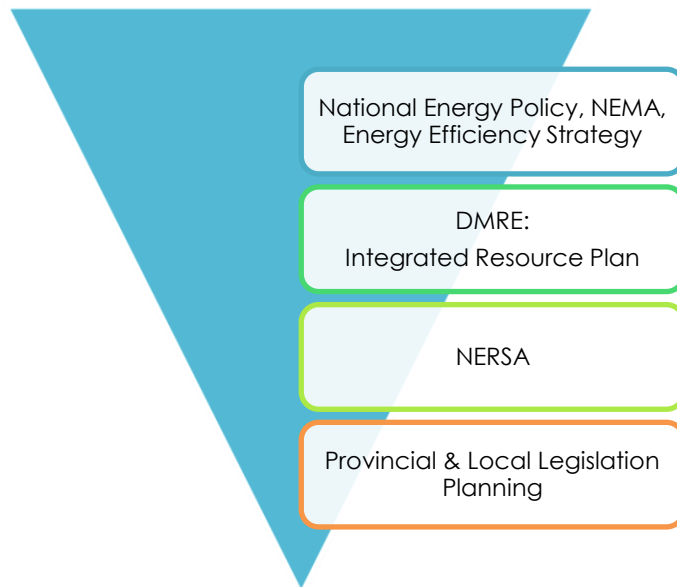 National Energy Policy, NEMA,
Energy Efficiency Strategy
DMRE:
Integrated Resource Plan
NERSA
Provincial & Local Legislation
Planning